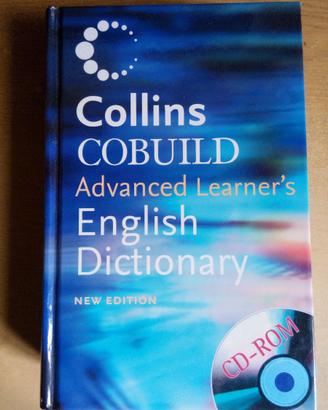 Collins
COBUILD
Advanced Learner's
English
Dictionary
NEW EDITION
CD-ROM